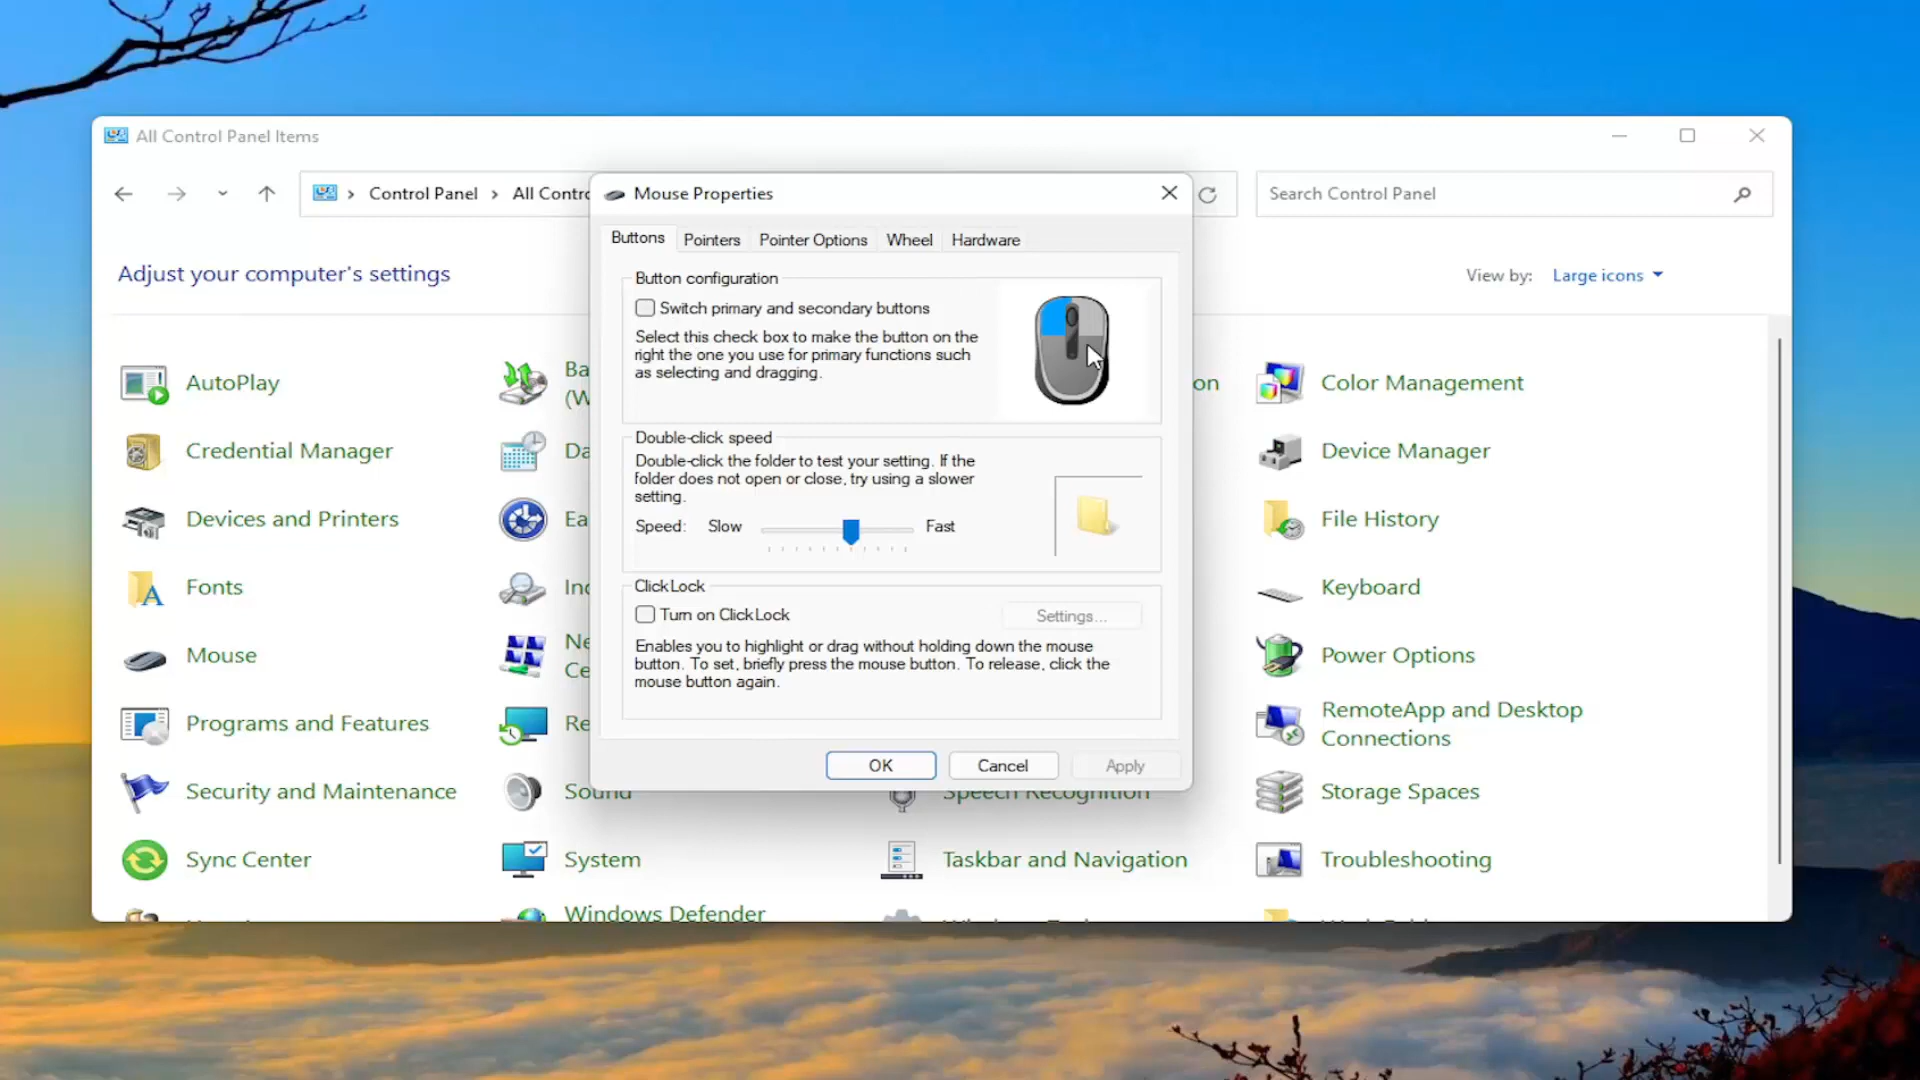 All Control Panel Items
Control Panel
All Contro
Search Control Panel
Adjust your computer's settings
View by:
Large icons
Mouse Properties
Buttons
Pointers
Pointer Options
Wheel
Hardware
Button configuration
Switch primary and secondary buttons
Select this check box to make the button on the
right the one you use for primary functions such
as selecting and dragging.
Double-click speed
Double-click the folder to test your setting. If the
folder does not open or close, try using a slower
setting.
Speed:
Slow
Fast
ClickLock
Turn on ClickLock
Settings...
Enables you to highlight or drag without holding down the mouse
button. To set, briefly press the mouse button. To release, click the
mouse button again.
OK
Cancel
Apply
AutoPlay
Ba
(W
on
Color Management
Credential Manager
Da
Device Manager
Devices and Printers
Ea
File History
Fonts
Ind
Keyboard
Mouse
Ne
Ce
Power Options
Programs and Features
Re
RemoteApp and Desktop
Connections
Security and Maintenance
Sound
Speech Recognition
Storage Spaces
Sync Center
System
Taskbar and Navigation
Troubleshooting
Windows Defender